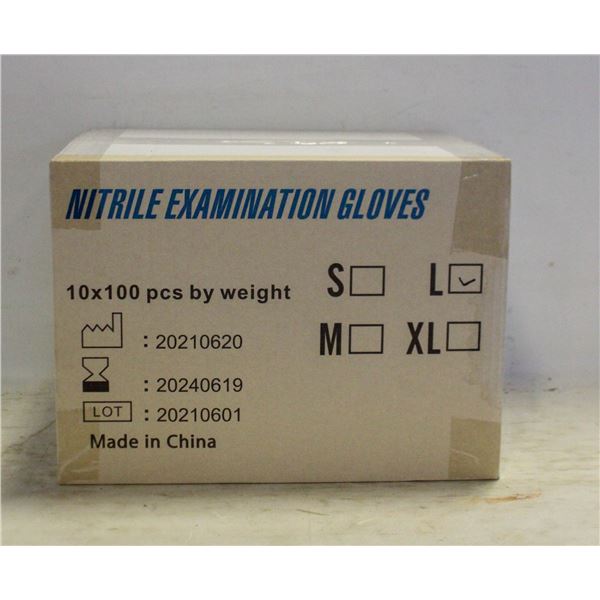 NITRILE EXAMINATION GLOVES
10x100 pcs by weight
S L
M XL
: 20210620
: 20240619
LOT : 20210601
Made in China